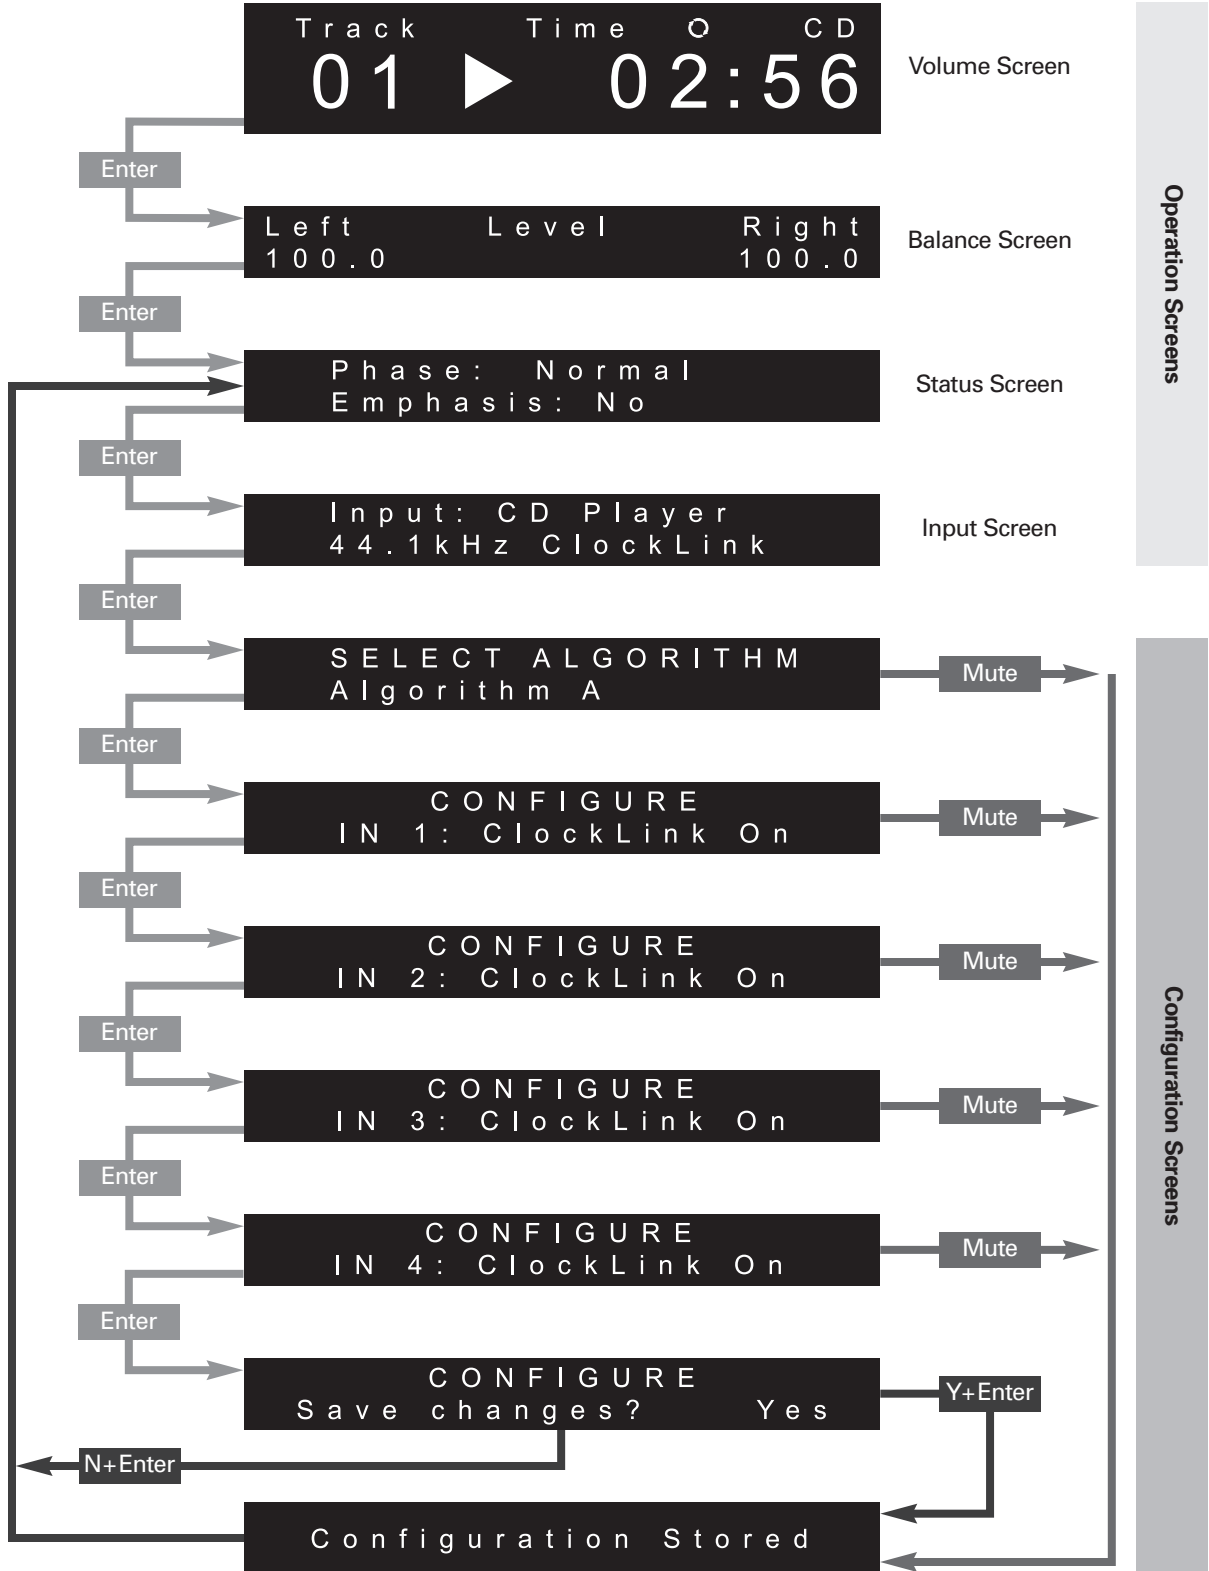 Track Time CD
01 02:56
Volume Screen
Enter
Left Level Right
100.0 100.0
Balance Screen
Enter
Phase: Normal
Emphasis: No
Status Screen
Enter
Input: CD Player
44.1kHz ClockLink
Input Screen
Operation Screens
Enter
SELECT ALGORITHM
Algorithm A
Mute
Enter
CONFIGURE
IN 1: ClockLink On
Mute
Enter
CONFIGURE
IN 2: ClockLink On
Mute
Enter
CONFIGURE
IN 3: ClockLink On
Mute
Enter
CONFIGURE
IN 4: ClockLink On
Mute
Enter
CONFIGURE
Save changes? Yes
Y+Enter
N+Enter
Configuration Stored
Configuration Screens